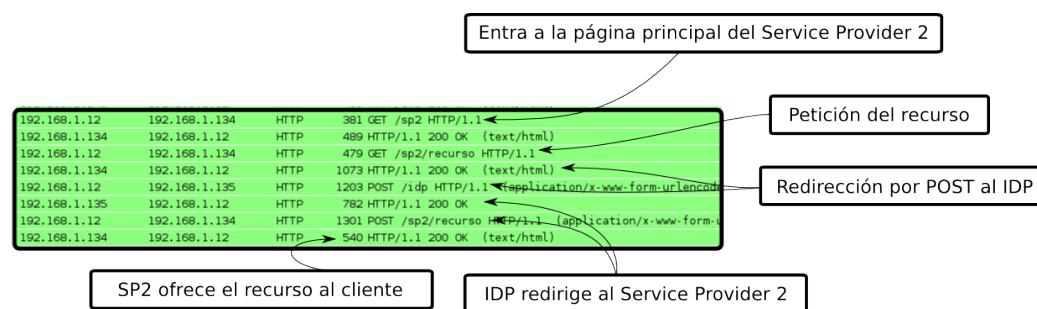 Entra a la página principal del Service Provider 2
192.168.1.12 192.168.1.134 HTTP 381 GET /sp2 HTTP/1.1
Petición del recurso
192.168.1.134 192.168.1.12 HTTP 489 HTTP/1.1 200 OK (text/html)
192.168.1.12 192.168.1.134 HTTP 479 GET /sp2/recurso HTTP/1.1
192.168.1.134 192.168.1.12 HTTP 1073 HTTP/1.1 200 OK (text/html)
192.168.1.12 192.168.1.135 HTTP 1203 POST /idp HTTP/1.1 (application/x-www-form-urlencode
Redirección por POST al IDP
192.168.1.135 192.168.1.12 HTTP 782 HTTP/1.1 200 OK
192.168.1.12 192.168.1.134 HTTP 1301 POST /sp2/recurso HTTP/1.1 (application/x-www-form-u
192.168.1.134 192.168.1.12 HTTP 540 HTTP/1.1 200 OK (text/html)
SP2 ofrece el recurso al cliente
IDP redirige al Service Provider 2